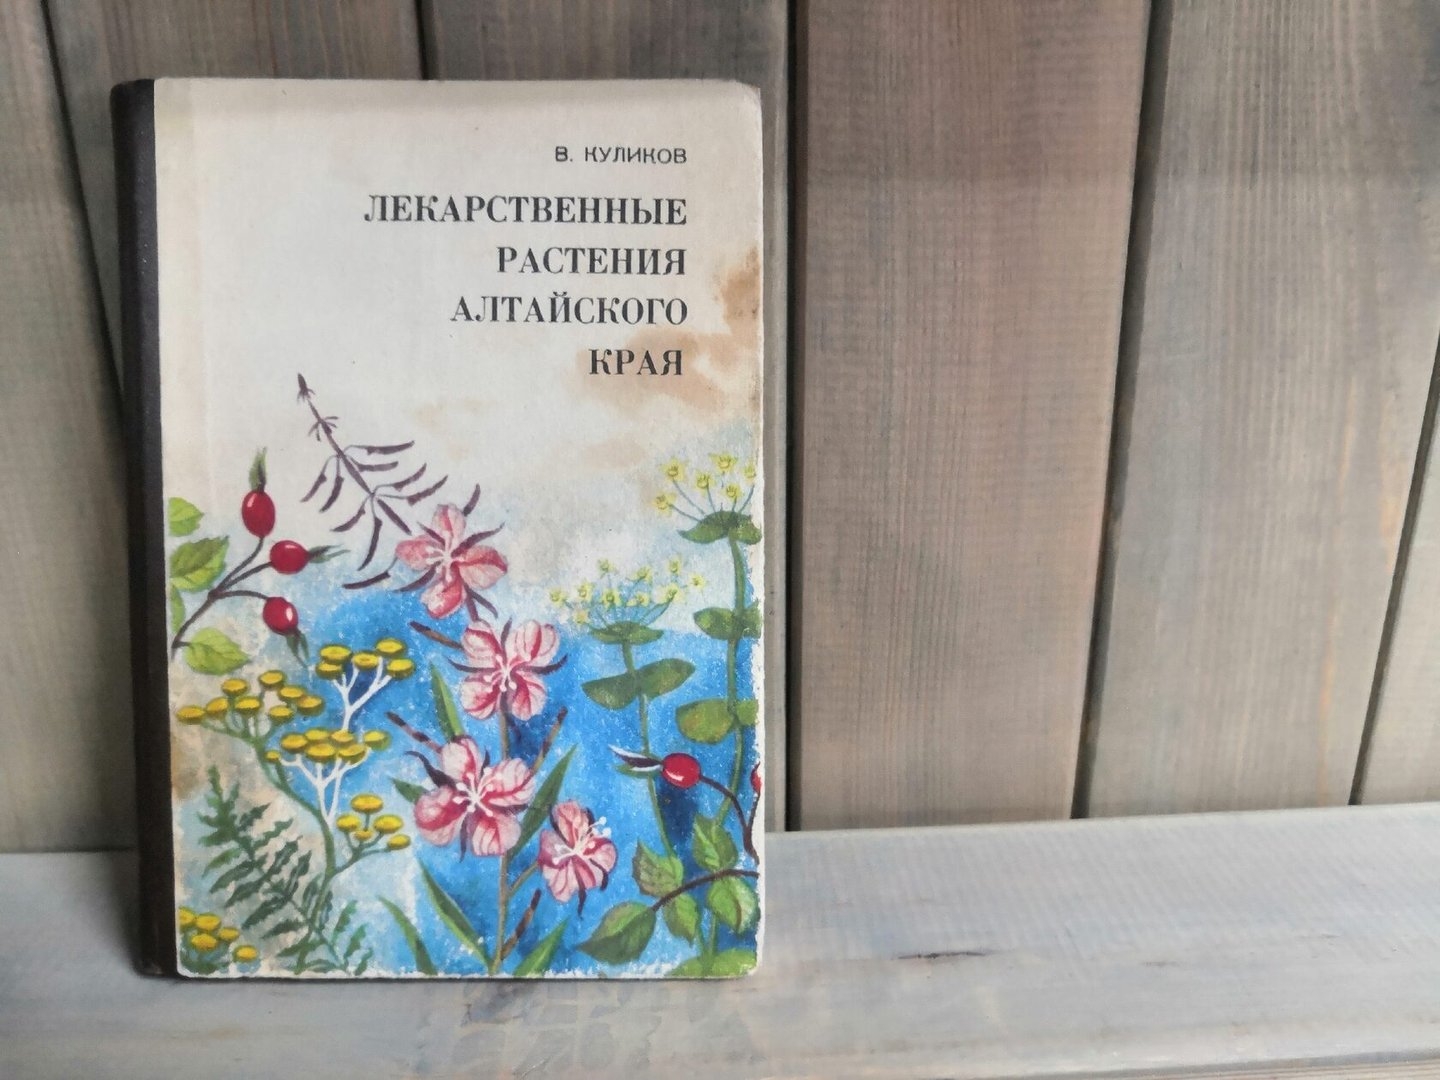 В. КУЛИКОВ
ЛЕКАРСТВЕННЫЕ
РАСТЕНИЯ
АЛТАЙСКОГО
КРАЯ